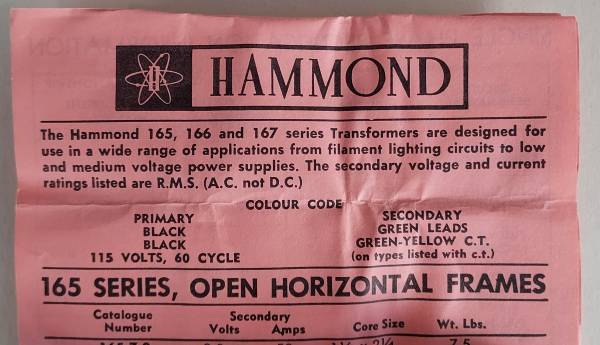 HAMMOND
The Hammond 165, 166 and 167 series Transformers are designed for
use in a wide range of applications from filament lighting circuits to low
and medium voltage power supplies. The secondary voltage and current
ratings listed are R.M.S. (A.C. not D.C.)
COLOUR CODE
PRIMARY SECONDARY
BLACK GREEN LEADS
BLACK GREEN-YELLOW C.T.
115 VOLTS, 60 CYCLE (on types listed with c.t.)
165 SERIES, OPEN HORIZONTAL FRAMES
Catalogue Secondary
Number Volts Amps Core Size Wt. Lbs.